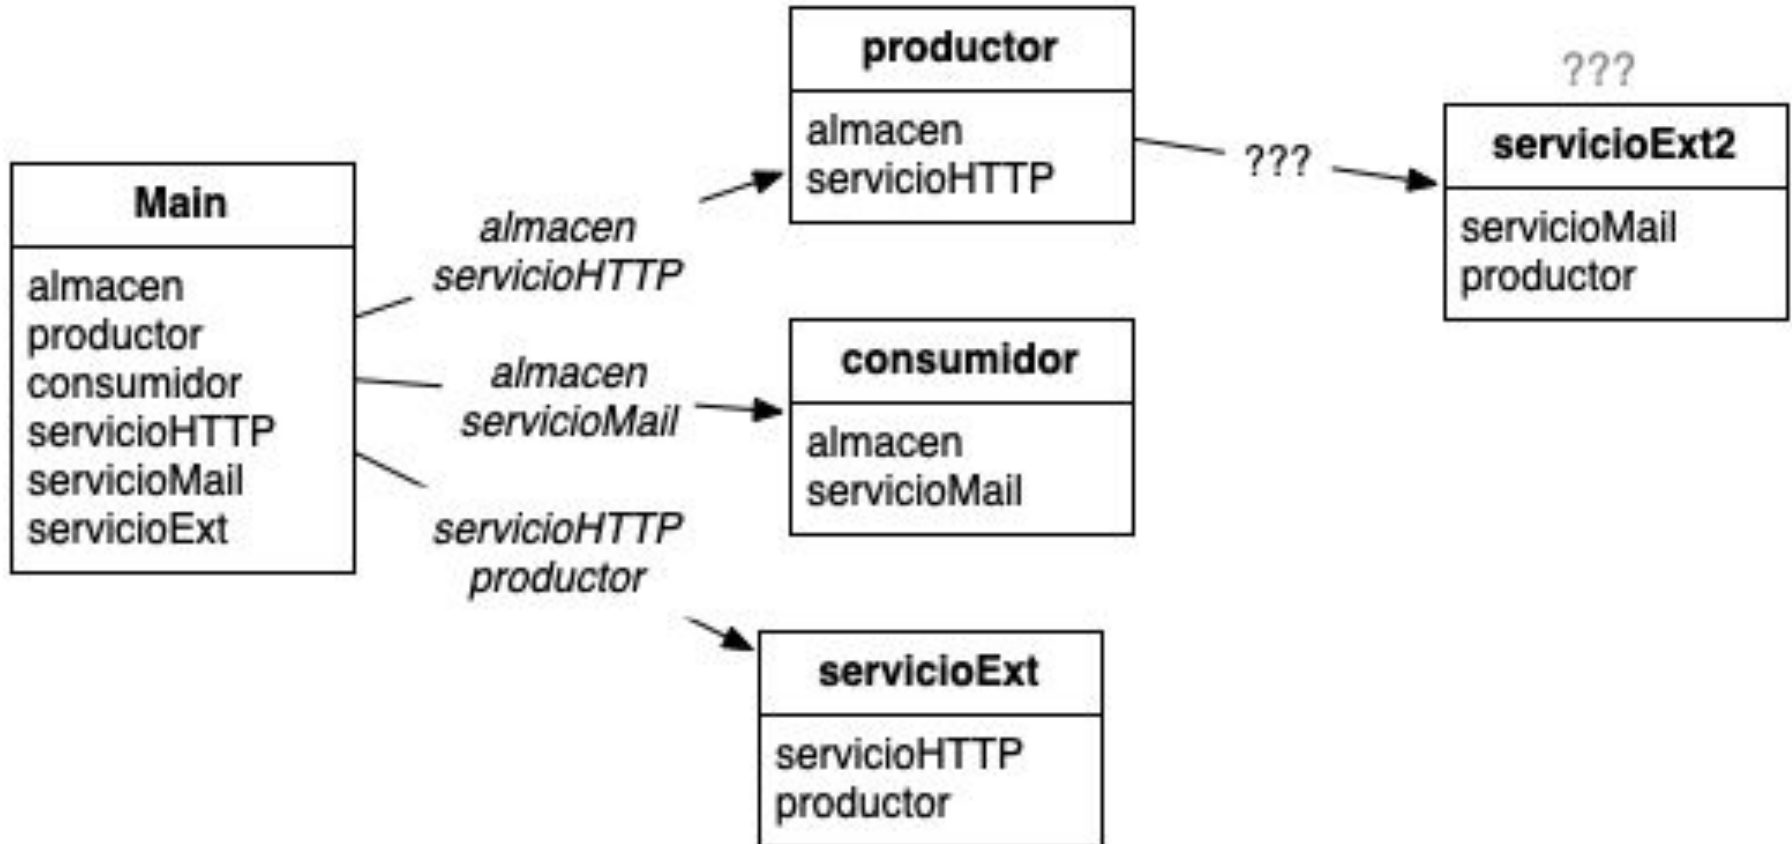 Main
almacen
productor
consumidor
servicioHTTP
servicioMail
servicioExt
almacen
servicioHTTP
almacen
servicioMail
servicioHTTP
productor
productor
almacen
servicioHTTP
consumidor
almacen
servicioMail
servicioExt
servicioHTTP
productor
???
???
servicioExt2
servicioMail
productor